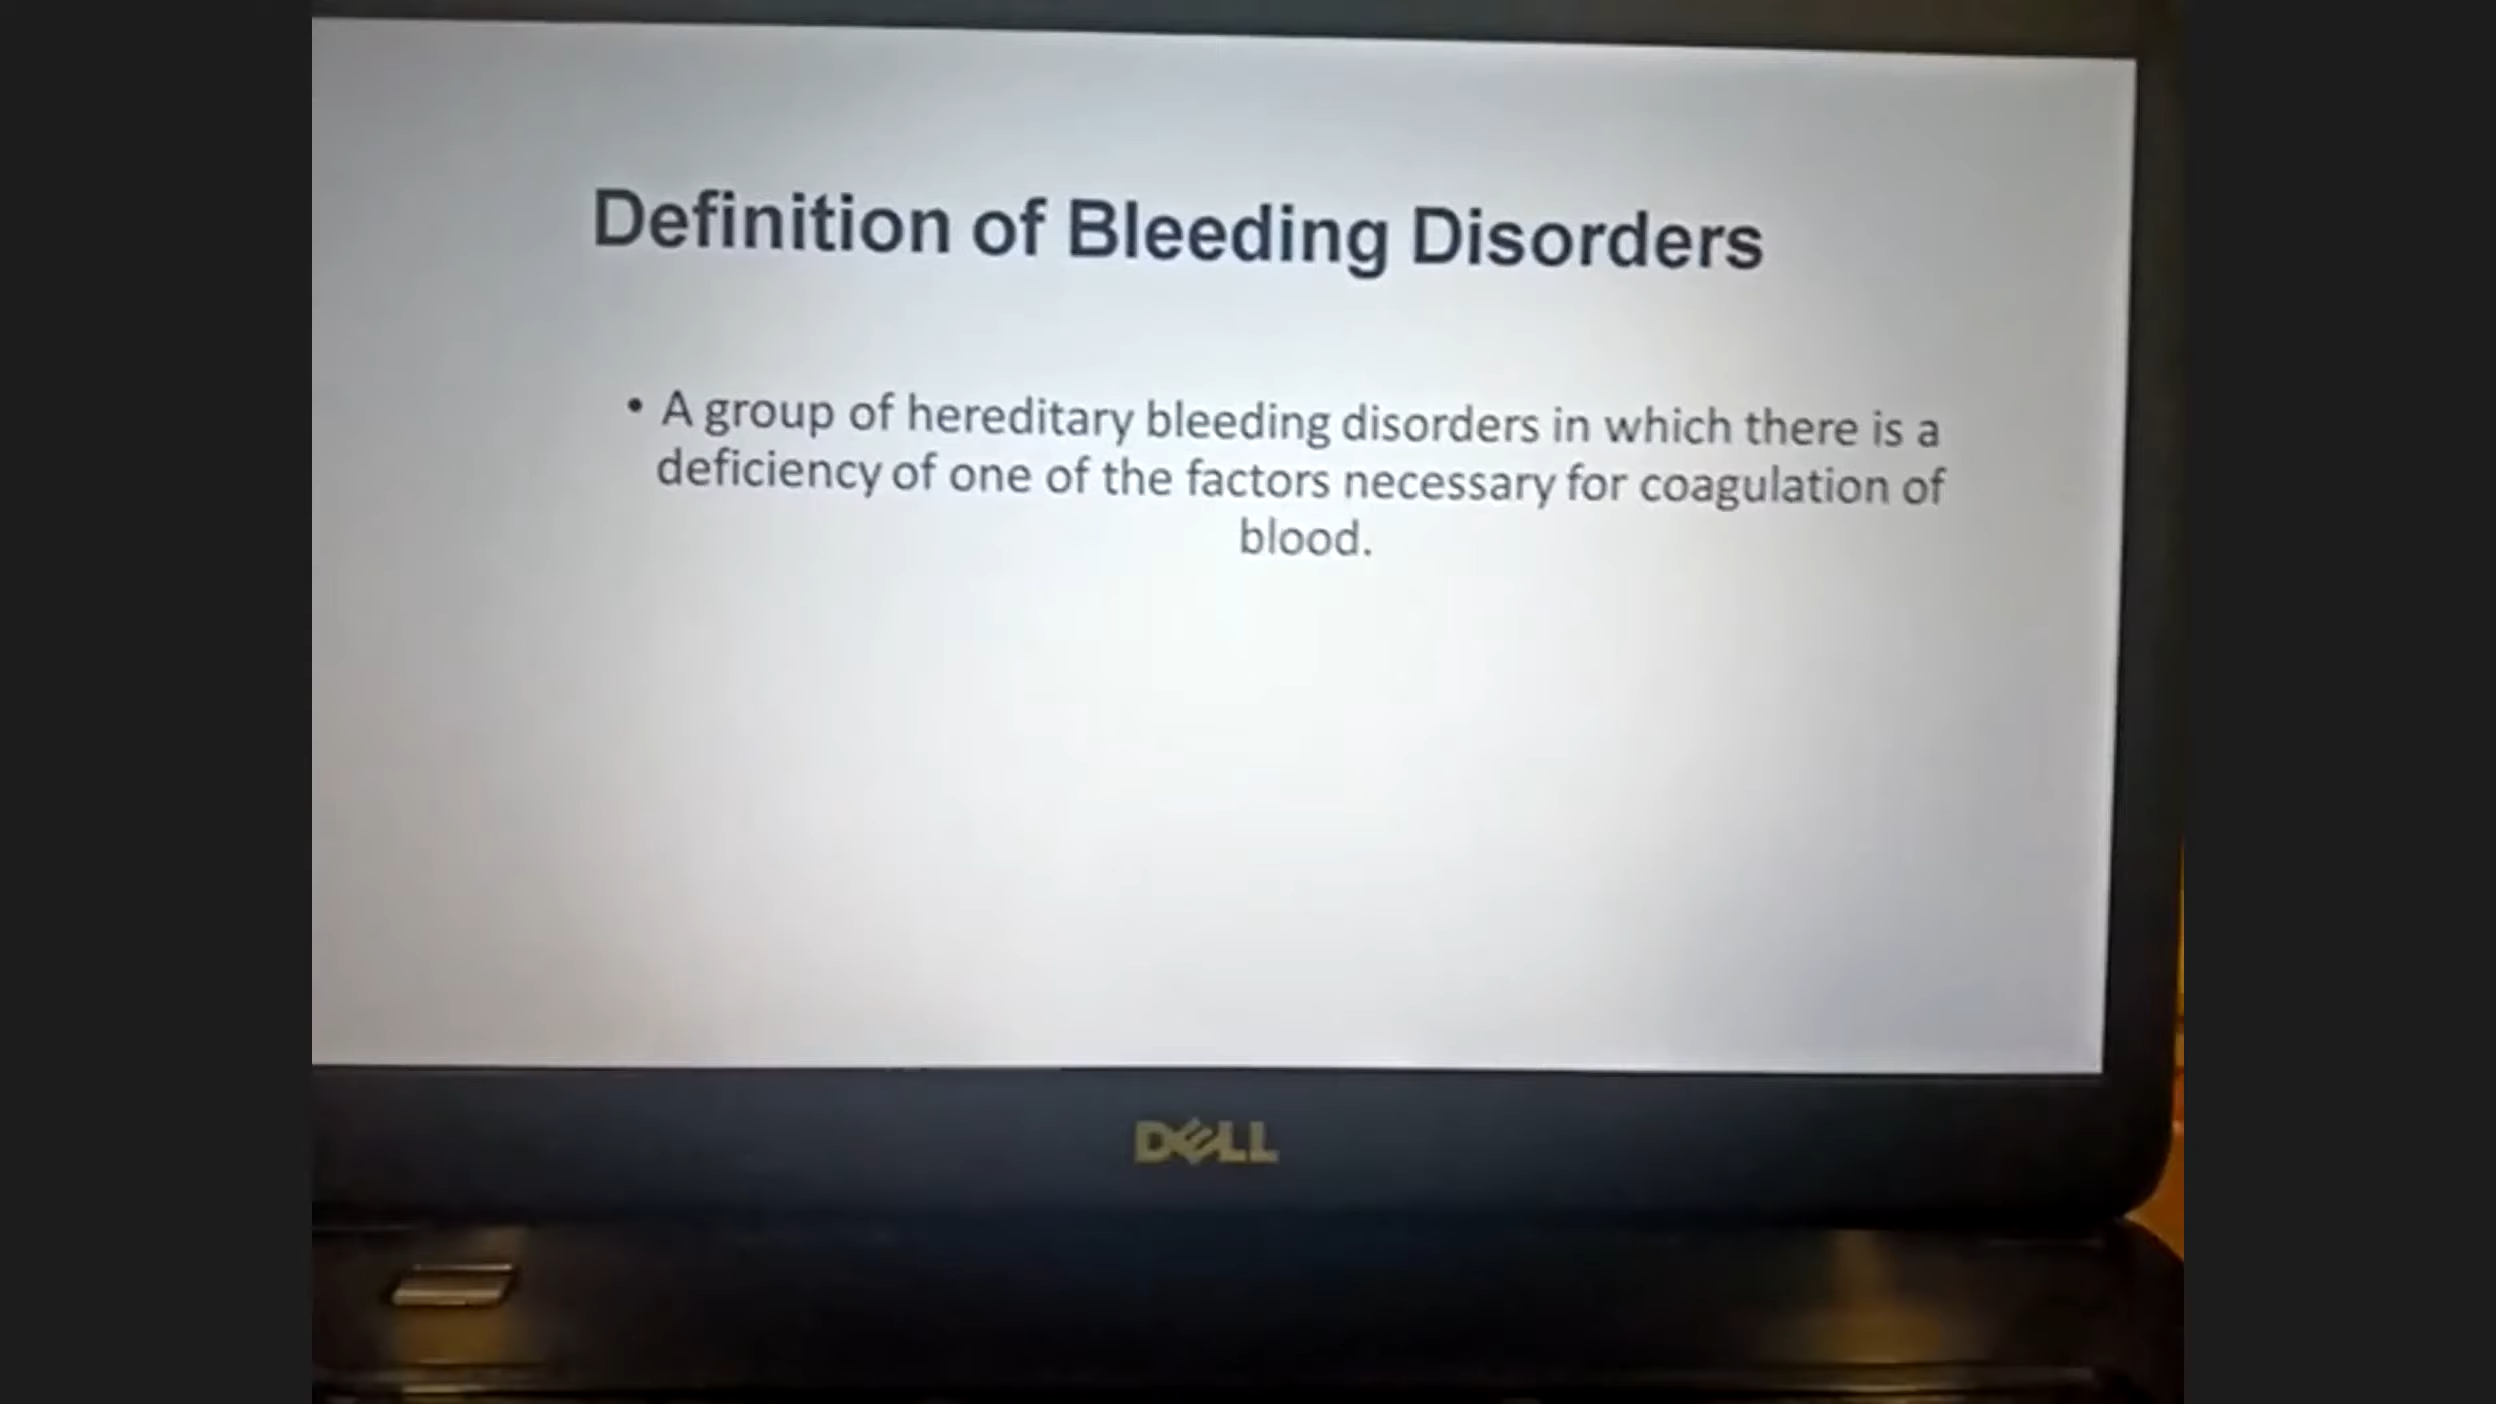 Definition of Bleeding Disorders
• A group of hereditary bleeding disorders in which there is a
deficiency of one of the factors necessary for coagulation of
blood.
DELL